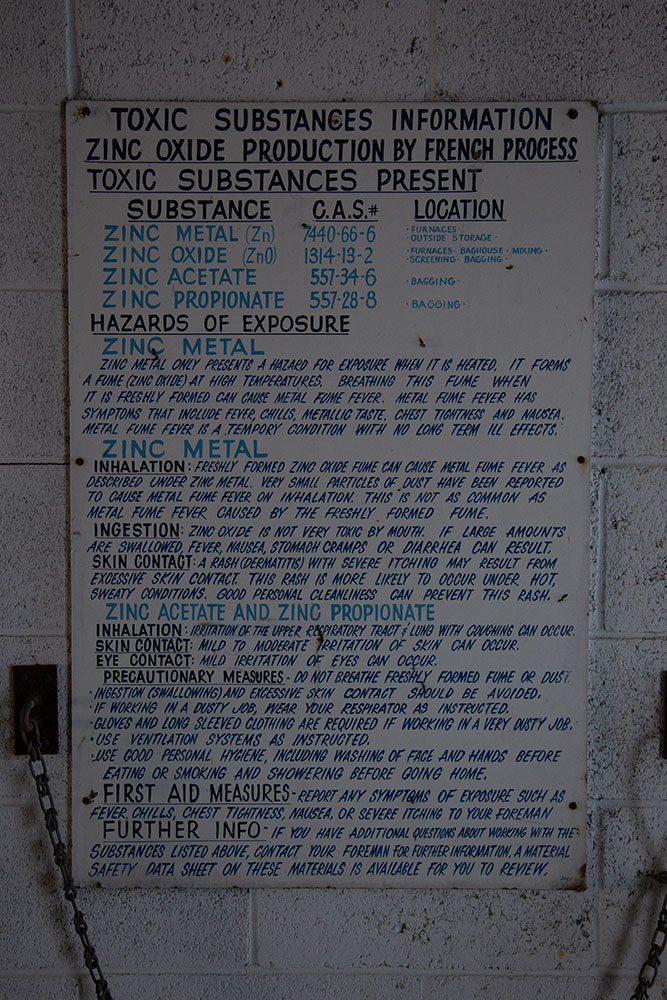 TOXIC SUBSTANCES INFORMATION
ZINC OXIDE PRODUCTION BY FRENCH PROCESS
TOXIC SUBSTANCES PRESENT
SUBSTANCE C.A.S.# LOCATION
ZINC METAL (Zn) 7440-66-6 · FURNACES · OUTSIDE STORAGE ·
ZINC OXIDE (ZnO) 1314-13-2 · FURNACES · BAGHOUSE · MIXING · · SCREENING · BAGGING ·
ZINC ACETATE 557-34-6 · BAGGING ·
ZINC PROPIONATE 557-28-8 · BAGGING ·
HAZARDS OF EXPOSURE
ZINC METAL
ZINC METAL ONLY PRESENTS A HAZARD FOR EXPOSURE WHEN IT IS HEATED. IT FORMS
A FUME (ZINC OXIDE) AT HIGH TEMPERATURES. BREATHING THIS FUME WHEN
IT IS FRESHLY FORMED CAN CAUSE METAL FUME FEVER. METAL FUME FEVER HAS
SYMPTOMS THAT INCLUDE FEVER, CHILLS, METALLIC TASTE, CHEST TIGHTNESS AND NAUSEA.
METAL FUME FEVER IS A TEMPORY CONDITION WITH NO LONG TERM ILL EFFECTS.
ZINC METAL
INHALATION: FRESHLY FORMED ZINC OXIDE FUME CAN CAUSE METAL FUME FEVER AS
DESCRIBED UNDER ZINC METAL. VERY SMALL PARTICLES OF DUST HAVE BEEN REPORTED
TO CAUSE METAL FUME FEVER ON INHALATION. THIS IS NOT AS COMMON AS
METAL FUME FEVER CAUSED BY THE FRESHLY FORMED FUME.
INGESTION: ZINC OXIDE IS NOT VERY TOXIC BY MOUTH. IF LARGE AMOUNTS
ARE SWALLOWED, FEVER, NAUSEA, STOMACH CRAMPS OR DIARRHEA CAN RESULT.
SKIN CONTACT: A RASH (DERMATITIS) WITH SEVERE ITCHING MAY RESULT FROM
EXCESSIVE SKIN CONTACT. THIS RASH IS MORE LIKELY TO OCCUR UNDER HOT,
SWEATY CONDITIONS. GOOD PERSONAL CLEANLINESS CAN PREVENT THIS RASH.
ZINC ACETATE AND ZINC PROPIONATE
INHALATION: IRRITATION OF THE UPPER RESPIRATORY TRACT & LUNG WITH COUGHING CAN OCCUR.
SKIN CONTACT: MILD TO MODERATE IRRITATION OF SKIN CAN OCCUR.
EYE CONTACT: MILD IRRITATION OF EYES CAN OCCUR.
PRECAUTIONARY MEASURES - DO NOT BREATHE FRESHLY FORMED FUME OR DUST.
· INGESTION (SWALLOWING) AND EXCESSIVE SKIN CONTACT SHOULD BE AVOIDED.
· IF WORKING IN A DUSTY JOB, WEAR YOUR RESPIRATOR AS INSTRUCTED.
· GLOVES AND LONG SLEEVED CLOTHING ARE REQUIRED IF WORKING IN A VERY DUSTY JOB.
· USE VENTILATION SYSTEMS AS INSTRUCTED.
· USE GOOD PERSONAL HYGIENE, INCLUDING WASHING OF FACE AND HANDS BEFORE
EATING OR SMOKING AND SHOWERING BEFORE GOING HOME.
· FIRST AID MEASURES - REPORT ANY SYMPTOMS OF EXPOSURE SUCH AS
FEVER, CHILLS, CHEST TIGHTNESS, NAUSEA, OR SEVERE ITCHING TO YOUR FOREMAN
FURTHER INFO - IF YOU HAVE ADDITIONAL QUESTIONS ABOUT WORKING WITH THE
SUBSTANCES LISTED ABOVE, CONTACT YOUR FOREMAN FOR FURTHER INFORMATION, A MATERIAL
SAFETY DATA SHEET ON THESE MATERIALS IS AVAILABLE FOR YOU TO REVIEW.